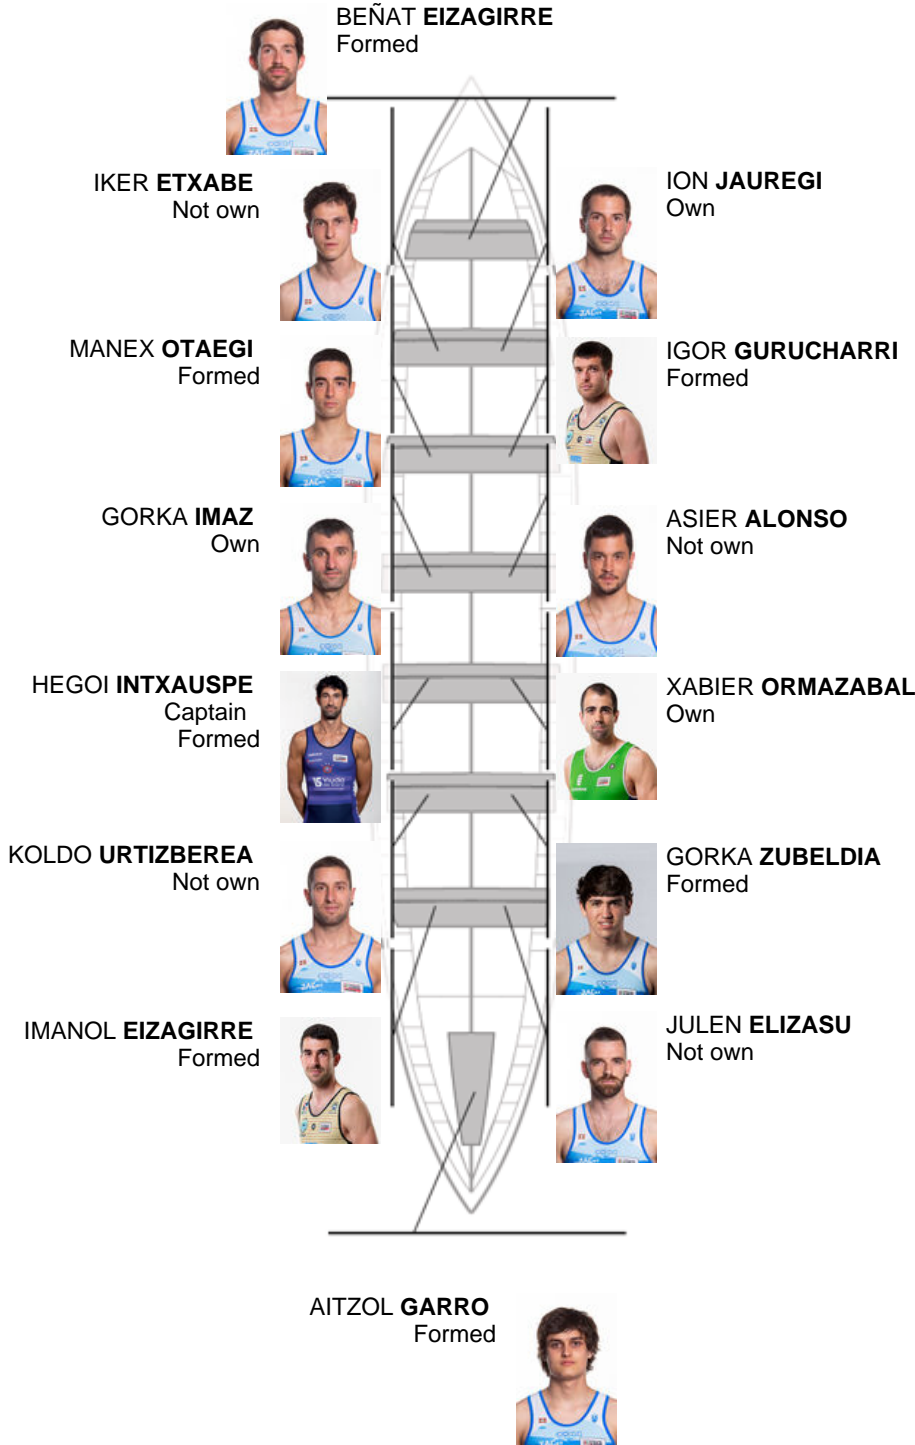 BEÑAT EIZAGIRRE
Formed
IKER ETXABE
Not own
ION JAUREGI
Own
MANEX OTAEGI
Formed
IGOR GURUCHARRI
Formed
GORKA IMAZ
Own
ASIER ALONSO
Not own
HEGOI INTXAUSPE
Captain
Formed
XABIER ORMAZABAL
Own
KOLDO URTIZBEREA
Not own
GORKA ZUBELDIA
Formed
IMANOL EIZAGIRRE
Formed
JULEN ELIZASU
Not own
AITZOL GARRO
Formed